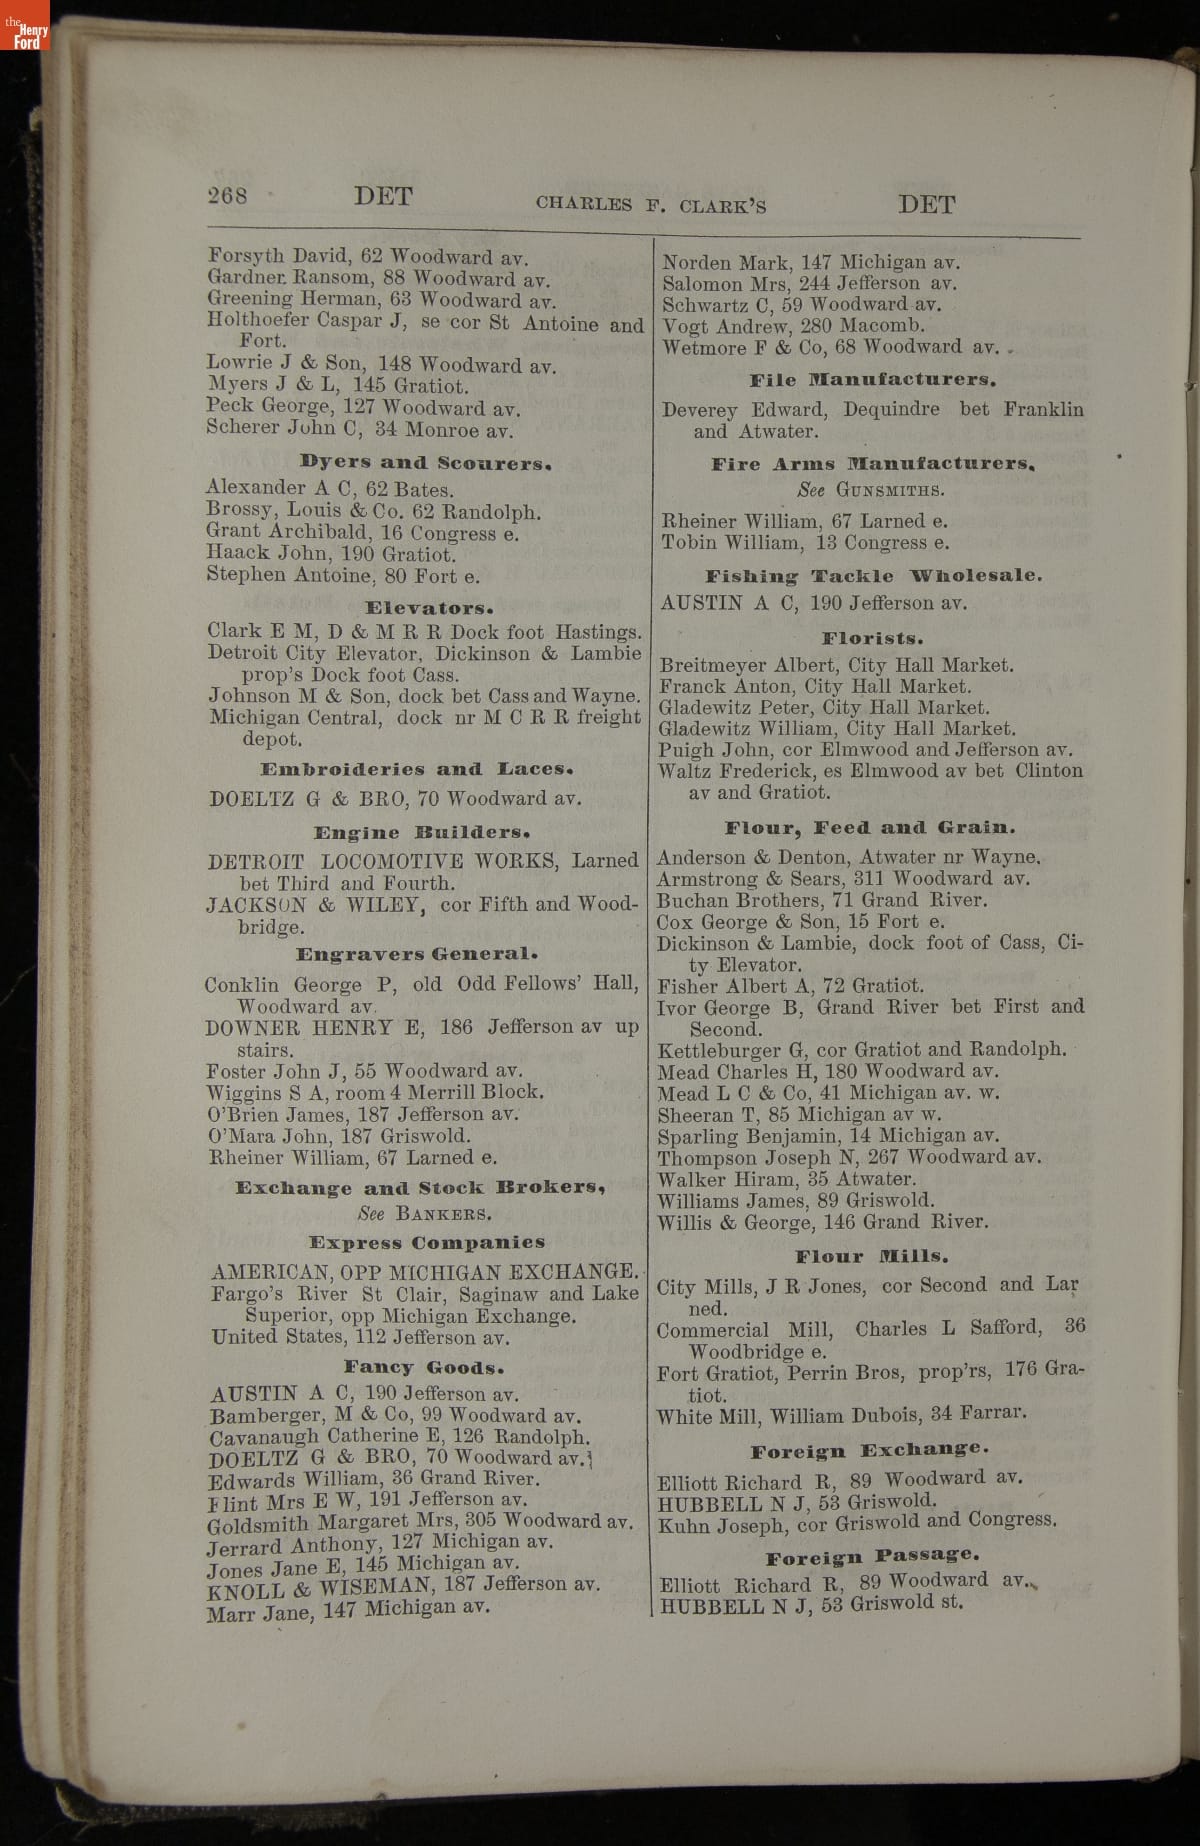 the
Henry
Ford
268 DET CHARLES F. CLARK'S DET
Forsyth David, 62 Woodward av.
Gardner Ransom, 88 Woodward av.
Greening Herman, 63 Woodward av.
Holthoefer Caspar J, se cor St Antoine and
Fort.
Lowrie J & Son, 148 Woodward av.
Myers J & L, 145 Gratiot.
Peck George, 127 Woodward av.
Scherer John C, 34 Monroe av.
Dyers and Scourers.
Alexander A C, 62 Bates.
Brossy, Louis & Co. 62 Randolph.
Grant Archibald, 16 Congress e.
Haack John, 190 Gratiot.
Stephen Antoine, 80 Fort e.
Elevators.
Clark E M, D & M R R Dock foot Hastings.
Detroit City Elevator, Dickinson & Lambie
prop's Dock foot Cass.
Johnson M & Son, dock bet Cass and Wayne.
Michigan Central, dock nr M C R R freight
depot.
Embroideries and Laces.
DOELTZ G & BRO, 70 Woodward av.
Engine Builders.
DETROIT LOCOMOTIVE WORKS, Larned
bet Third and Fourth.
JACKSON & WILEY, cor Fifth and Wood-
bridge.
Engravers General.
Conklin George P, old Odd Fellows' Hall,
Woodward av.
DOWNER HENRY E, 186 Jefferson av up
stairs.
Foster John J, 55 Woodward av.
Wiggins S A, room 4 Merrill Block.
O'Brien James, 187 Jefferson av.
O'Mara John, 187 Griswold.
Rheiner William, 67 Larned e.
Exchange and Stock Brokers,
See BANKERS.
Express Companies
AMERICAN, OPP MICHIGAN EXCHANGE.
Fargo's River St Clair, Saginaw and Lake
Superior, opp Michigan Exchange.
United States, 112 Jefferson av.
Fancy Goods.
AUSTIN A C, 190 Jefferson av.
Bamberger, M & Co, 99 Woodward av.
Cavanaugh Catherine E, 126 Randolph.
DOELTZ G & BRO, 70 Woodward av.
Edwards William, 36 Grand River.
Flint Mrs E W, 191 Jefferson av.
Goldsmith Margaret Mrs, 305 Woodward av.
Jerrard Anthony, 127 Michigan av.
Jones Jane E, 145 Michigan av.
KNOLL & WISEMAN, 187 Jefferson av.
Marr Jane, 147 Michigan av.
Norden Mark, 147 Michigan av.
Salomon Mrs, 244 Jefferson av.
Schwartz C, 59 Woodward av.
Vogt Andrew, 280 Macomb.
Wetmore F & Co, 68 Woodward av.
File Manufacturers.
Deverey Edward, Dequindre bet Franklin
and Atwater.
Fire Arms Manufacturers,
See GUNSMITHS.
Rheiner William, 67 Larned e.
Tobin William, 13 Congress e.
Fishing Tackle Wholesale.
AUSTIN A C, 190 Jefferson av.
Florists.
Breitmeyer Albert, City Hall Market.
Franck Anton, City Hall Market.
Gladewitz Peter, City Hall Market.
Gladewitz William, City Hall Market.
Puigh John, cor Elmwood and Jefferson av.
Waltz Frederick, es Elmwood av bet Clinton
av and Gratiot.
Flour, Feed and Grain.
Anderson & Denton, Atwater nr Wayne.
Armstrong & Sears, 311 Woodward av.
Buchan Brothers, 71 Grand River.
Cox George & Son, 15 Fort e.
Dickinson & Lambie, dock foot of Cass, Ci-
ty Elevator.
Fisher Albert A, 72 Gratiot.
Ivor George B, Grand River bet First and
Second.
Kettleburger G, cor Gratiot and Randolph.
Mead Charles H, 180 Woodward av.
Mead L C & Co, 41 Michigan av. w.
Sheeran T, 85 Michigan av w.
Sparling Benjamin, 14 Michigan av.
Thompson Joseph N, 267 Woodward av.
Walker Hiram, 35 Atwater.
Williams James, 89 Griswold.
Willis & George, 146 Grand River.
Flour Mills.
City Mills, J R Jones, cor Second and Lar
ned.
Commercial Mill, Charles L Safford, 36
Woodbridge e.
Fort Gratiot, Perrin Bros, prop'rs, 176 Gra-
tiot.
White Mill, William Dubois, 34 Farrar.
Foreign Exchange.
Elliott Richard R, 89 Woodward av.
HUBBELL N J, 53 Griswold.
Kuhn Joseph, cor Griswold and Congress.
Foreign Passage.
Elliott Richard R, 89 Woodward av.
HUBBELL N J, 53 Griswold st.